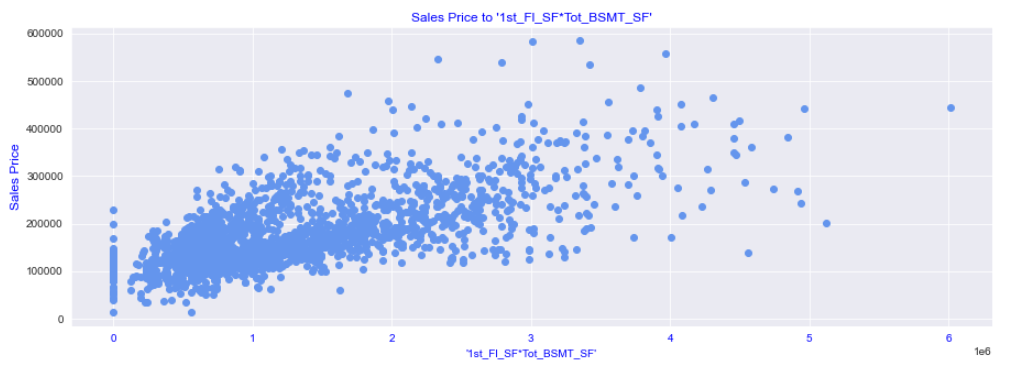 Sales Price to '1st_Fl_SF*Tot_BSMT_SF'
600000
500000
400000
300000
200000
100000
0
Sales Price
0 1 2 3 4 5 6
'1st_Fl_SF*Tot_BSMT_SF'
1e6